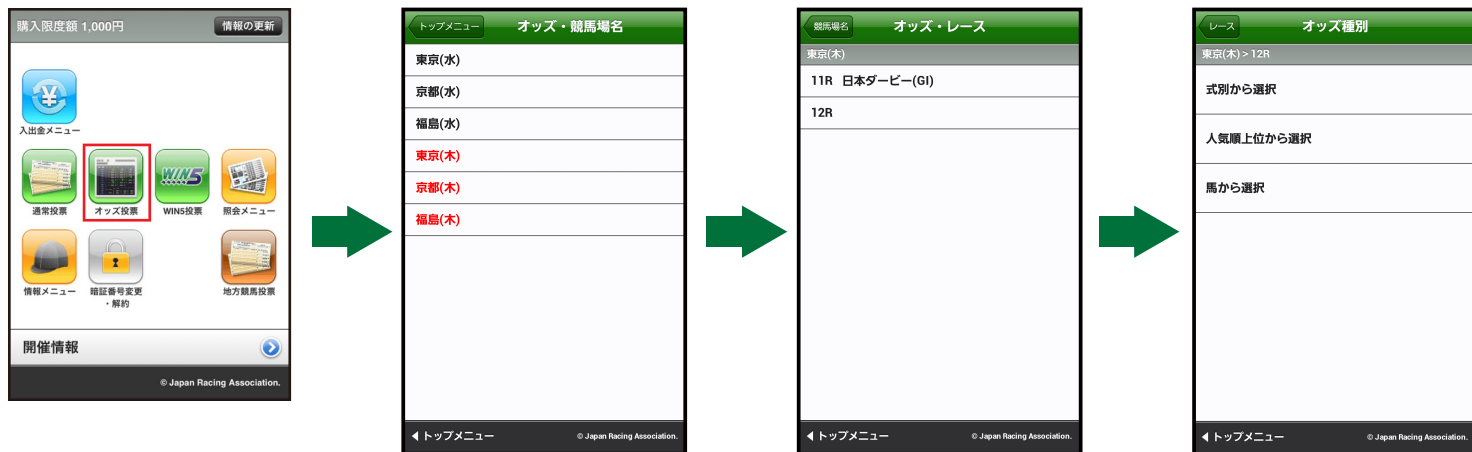 購入限度額 1,000円
情報の更新
入出金メニュー
通常投票
オッズ投票
WIN5
WIN5投票
照会メニュー
情報メニュー
暗証番号変更
・解約
地方競馬投票
開催情報
© Japan Racing Association.
トップメニュー
オッズ・競馬場名
東京(水)
京都(水)
福島(水)
東京(木)
京都(木)
福島(木)
トップメニュー
© Japan Racing Association.
競馬場名
オッズ・レース
東京(木)
11R 日本ダービー(GI)
12R
トップメニュー
© Japan Racing Association.
レース
オッズ種別
東京(木) > 12R
式別から選択
人気順上位から選択
馬から選択
トップメニュー
© Japan Racing Association.